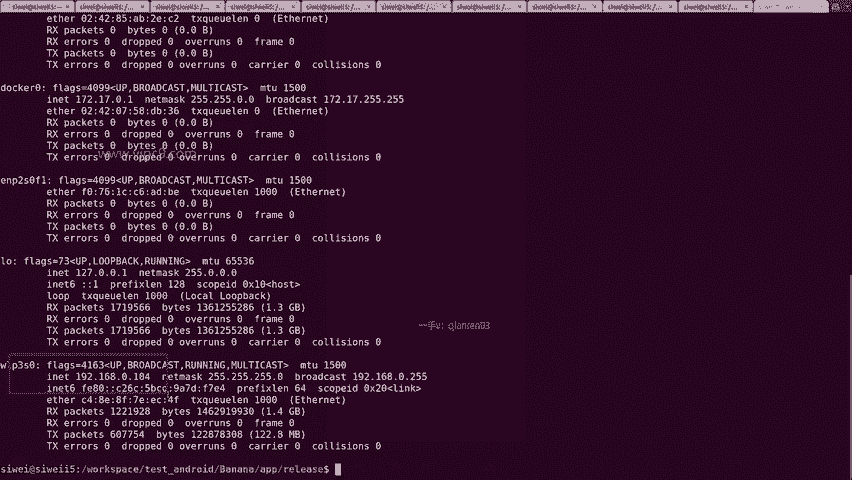 ether 02:42:85:ab:2e:c2  txqueuelen 0  (Ethernet)
RX packets 0  bytes 0 (0.0 B)
RX errors 0  dropped 0  overruns 0  frame 0
TX packets 0  bytes 0 (0.0 B)
TX errors 0  dropped 0 overruns 0  carrier 0  collisions 0
docker0: flags=4099<UP,BROADCAST,MULTICAST>  mtu 1500
inet 172.17.0.1  netmask 255.255.0.0  broadcast 172.17.255.255
ether 02:42:07:58:db:36  txqueuelen 0  (Ethernet)
RX packets 0  bytes 0 (0.0 B)
RX errors 0  dropped 0  overruns 0  frame 0
TX packets 0  bytes 0 (0.0 B)
TX errors 0  dropped 0 overruns 0  carrier 0  collisions 0
enp2s0f1: flags=4099<UP,BROADCAST,MULTICAST>  mtu 1500
ether f0:76:1c:c6:ad:be  txqueuelen 1000  (Ethernet)
RX packets 0  bytes 0 (0.0 B)
RX errors 0  dropped 0  overruns 0  frame 0
TX packets 0  bytes 0 (0.0 B)
TX errors 0  dropped 0 overruns 0  carrier 0  collisions 0
lo: flags=73<UP,LOOPBACK,RUNNING>  mtu 65536
inet 127.0.0.1  netmask 255.0.0.0
inet6 ::1  prefixlen 128  scopeid 0x10<host>
loop  txqueuelen 1000  (Local Loopback)
RX packets 1719566  bytes 1361255286 (1.3 GB)
RX errors 0  dropped 0  overruns 0  frame 0
TX packets 1719566  bytes 1361255286 (1.3 GB)
TX errors 0  dropped 0 overruns 0  carrier 0  collisions 0
wlp3s0: flags=4163<UP,BROADCAST,RUNNING,MULTICAST>  mtu 1500
inet 192.168.0.104  netmask 255.255.255.0  broadcast 192.168.0.255
inet6 fe80::c26c:5bcd:9a7d:f7e4  prefixlen 64  scopeid 0x20<link>
ether c4:8e:8f:7e:ec:4f  txqueuelen 1000  (Ethernet)
RX packets 1221928  bytes 1462919930 (1.4 GB)
RX errors 0  dropped 0  overruns 0  frame 0
TX packets 607754  bytes 122878308 (122.8 MB)
TX errors 0  dropped 0 overruns 0  carrier 0  collisions 0
siwei@siweii5:/workspace/test_android/Banana/app/release$